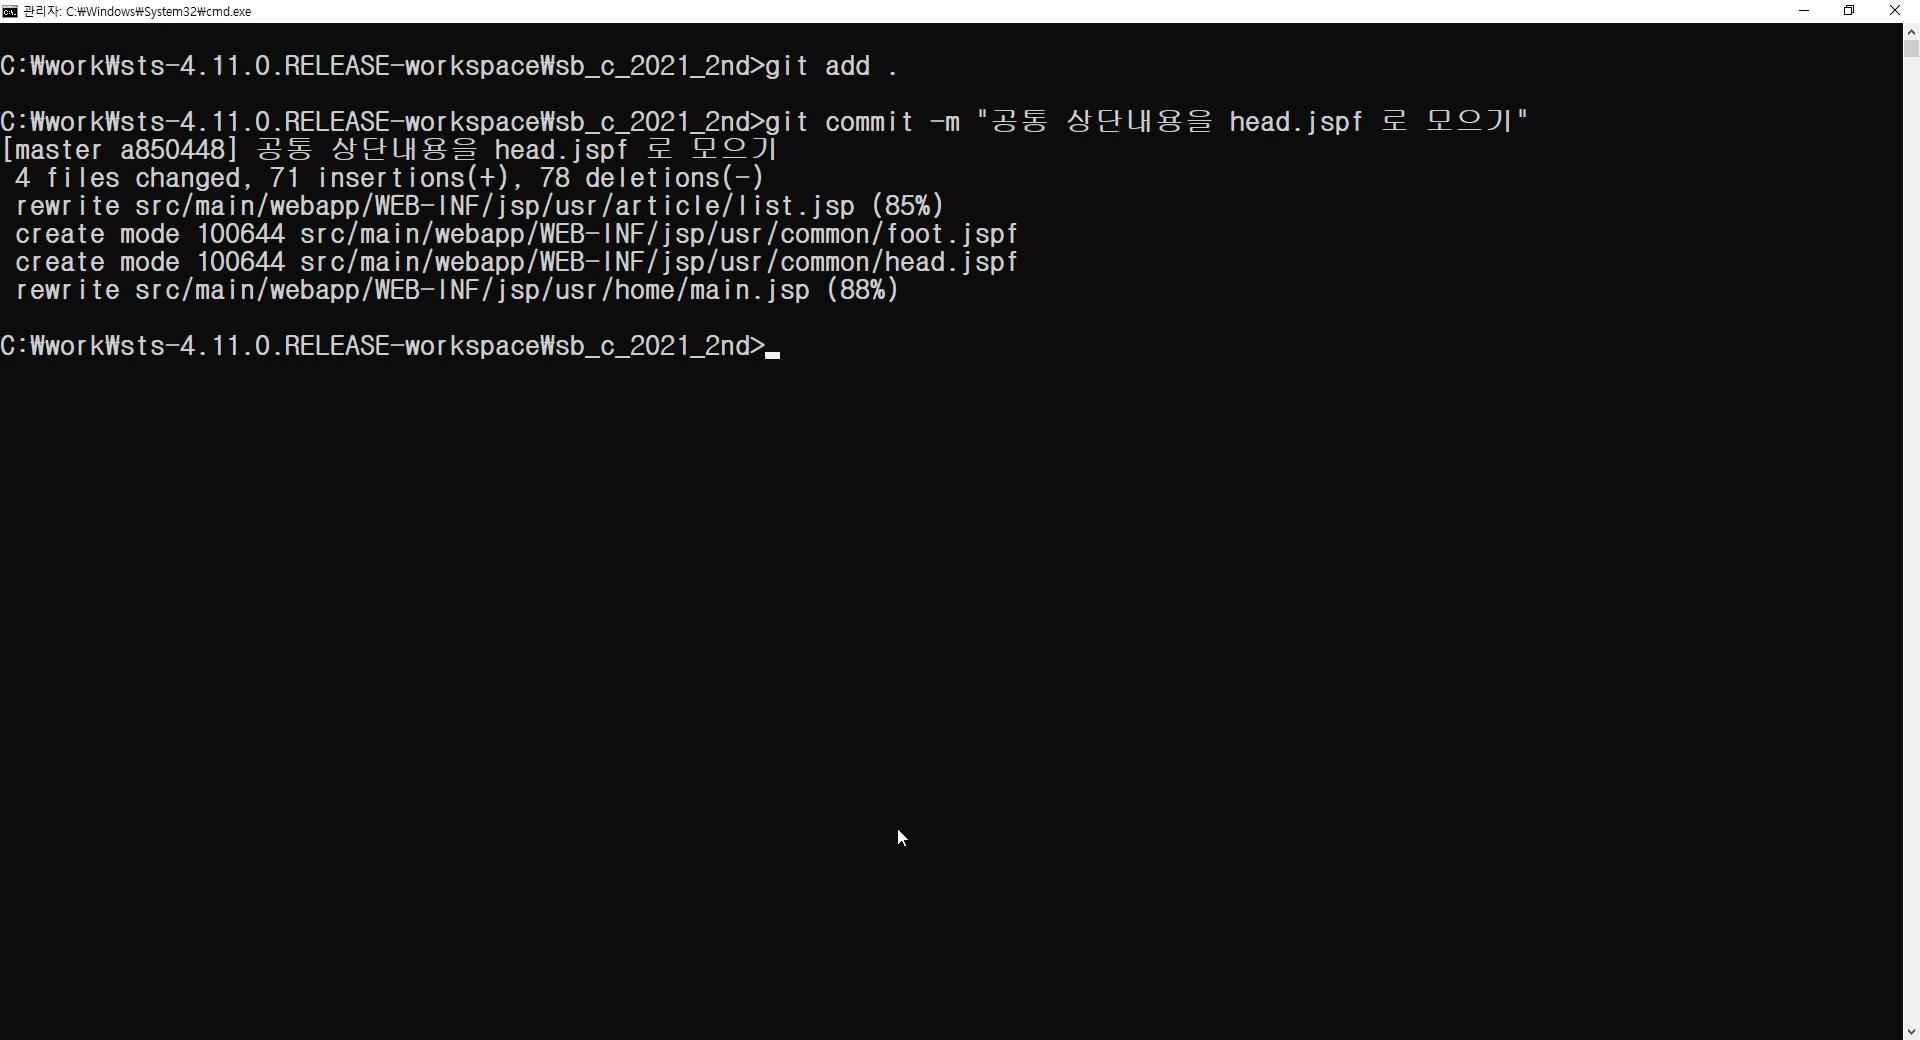 관리자: C:₩Windows₩System32₩cmd.exe
C:₩work₩sts-4.11.0.RELEASE-workspace₩sb_c_2021_2nd>git add .
C:₩work₩sts-4.11.0.RELEASE-workspace₩sb_c_2021_2nd>git commit -m "공통 상단내용을 head.jspf 로 모으기"
[master a850448] 공통 상단내용을 head.jspf 로 모으기
 4 files changed, 71 insertions(+), 78 deletions(-)
 rewrite src/main/webapp/WEB-INF/jsp/usr/article/list.jsp (85%)
 create mode 100644 src/main/webapp/WEB-INF/jsp/usr/common/foot.jspf
 create mode 100644 src/main/webapp/WEB-INF/jsp/usr/common/head.jspf
 rewrite src/main/webapp/WEB-INF/jsp/usr/home/main.jsp (88%)
C:₩work₩sts-4.11.0.RELEASE-workspace₩sb_c_2021_2nd>